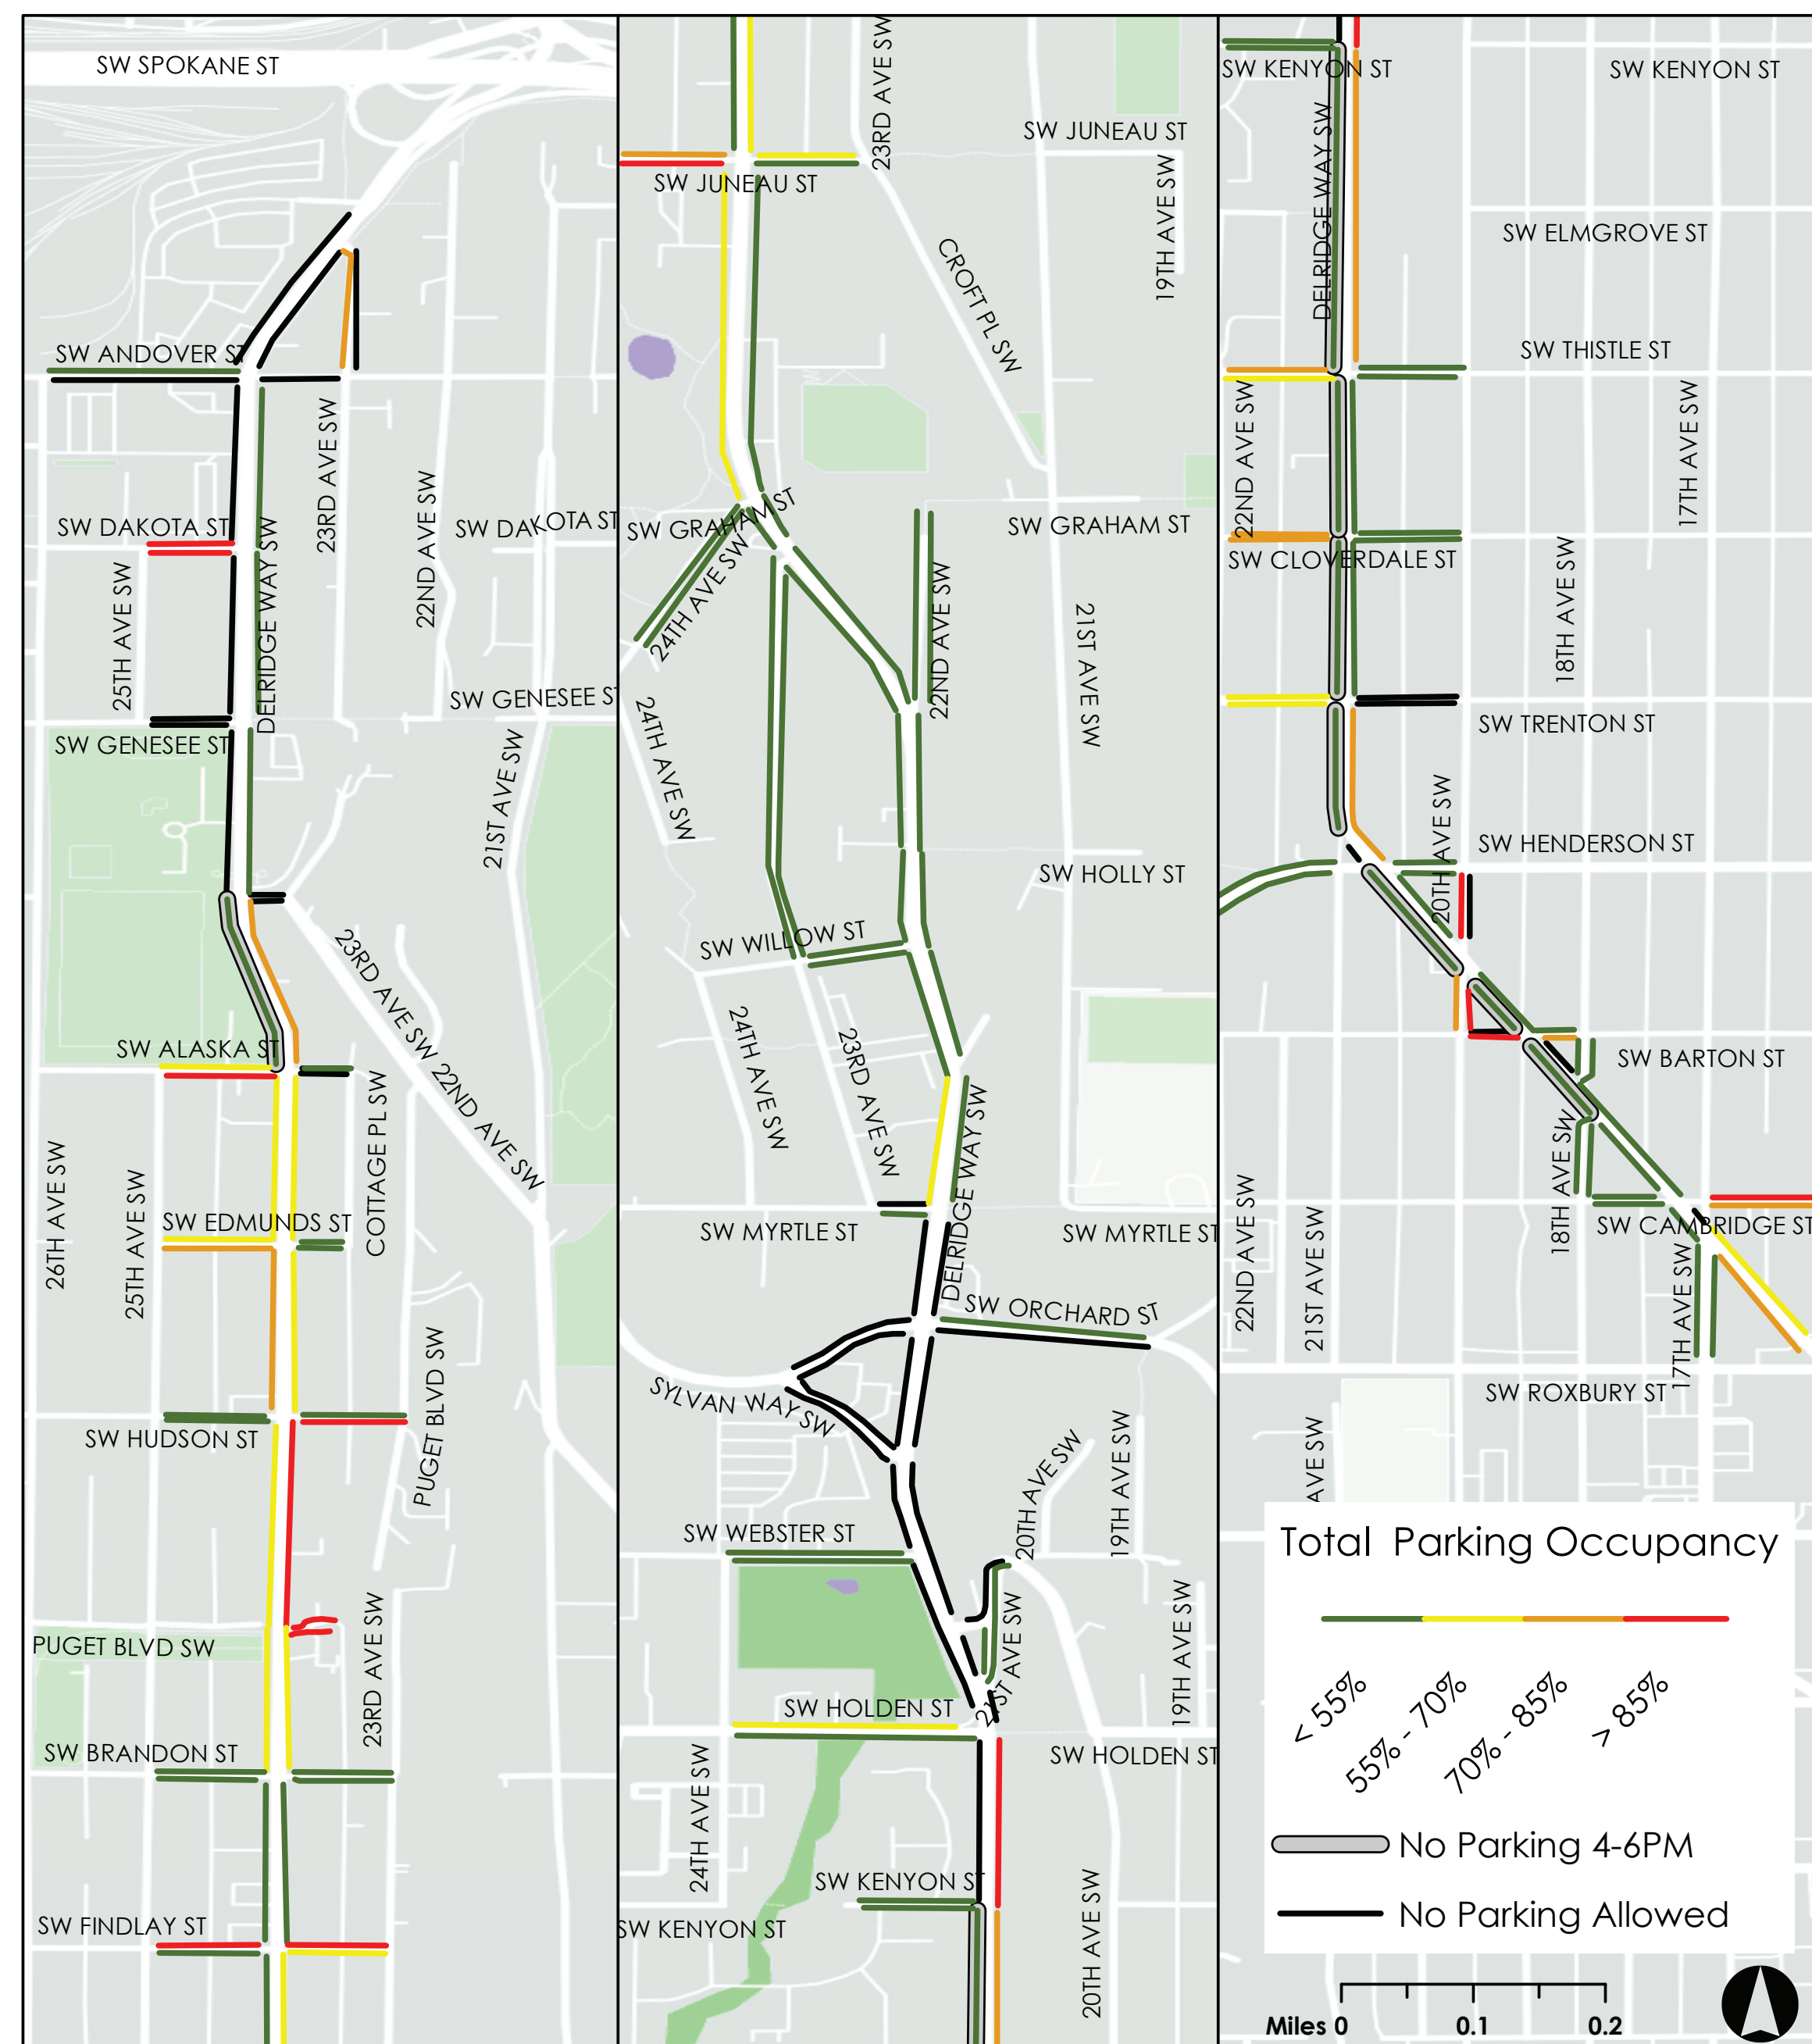 SW SPOKANE ST
SW ANDOVER ST
SW DAKOTA ST
23RD AVE SW
22ND AVE SW
SW DAKOTA ST
25TH AVE SW
DELRIDGE WAY SW
SW GENESEE ST
SW GENESEE ST
21ST AVE SW
23RD AVE SW
22ND AVE SW
SW ALASKA ST
COTTAGE PL SW
26TH AVE SW
25TH AVE SW
SW EDMUNDS ST
PUGET BLVD SW
SW HUDSON ST
PUGET BLVD SW
23RD AVE SW
SW BRANDON ST
SW FINDLAY ST
23RD AVE SW
SW JUNEAU ST
SW JUNEAU ST
19TH AVE SW
CROFT PL SW
SW GRAHAM ST
SW GRAHAM ST
24TH AVE SW
22ND AVE SW
21ST AVE SW
24TH AVE SW
SW HOLLY ST
SW WILLOW ST
24TH AVE SW
23RD AVE SW
DELRIDGE WAY SW
SW MYRTLE ST
SW MYRTLE ST
SW ORCHARD ST
SYLVAN WAY SW
20TH AVE SW
19TH AVE SW
SW WEBSTER ST
21ST AVE SW
19TH AVE SW
SW HOLDEN ST
SW HOLDEN ST
24TH AVE SW
SW KENYON ST
SW KENYON ST
20TH AVE SW
SW KENYON ST
SW KENYON ST
DELRIDGE WAY SW
SW ELMGROVE ST
SW THISTLE ST
22ND AVE SW
17TH AVE SW
SW CLOVERDALE ST
18TH AVE SW
SW TRENTON ST
20TH AVE SW
SW HENDERSON ST
SW BARTON ST
18TH AVE SW
22ND AVE SW
21ST AVE SW
SW CAMBRIDGE ST
17TH AVE SW
SW ROXBURY ST
AVE SW
Total Parking Occupancy
< 55%
55% - 70%
70% - 85%
> 85%
No Parking 4-6PM
No Parking Allowed
Miles 0 0.1 0.2